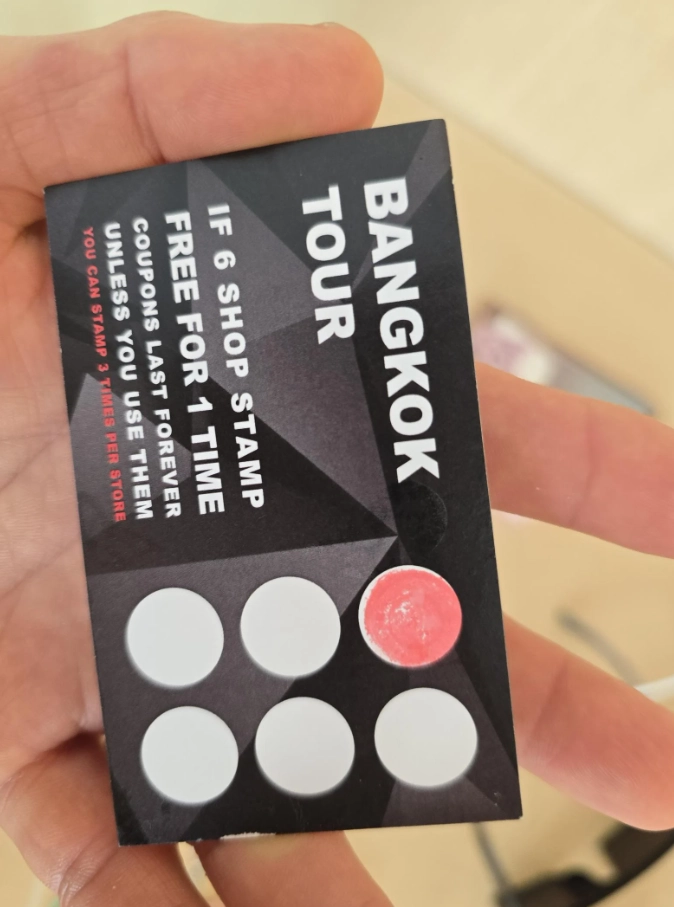 BANGKOK
TOUR
IF 6 SHOP STAMP
FREE FOR 1 TIME
COUPONS LAST FOREVER
UNLESS YOU USE THEM
YOU CAN STAMP 3 TIMES PER STORE